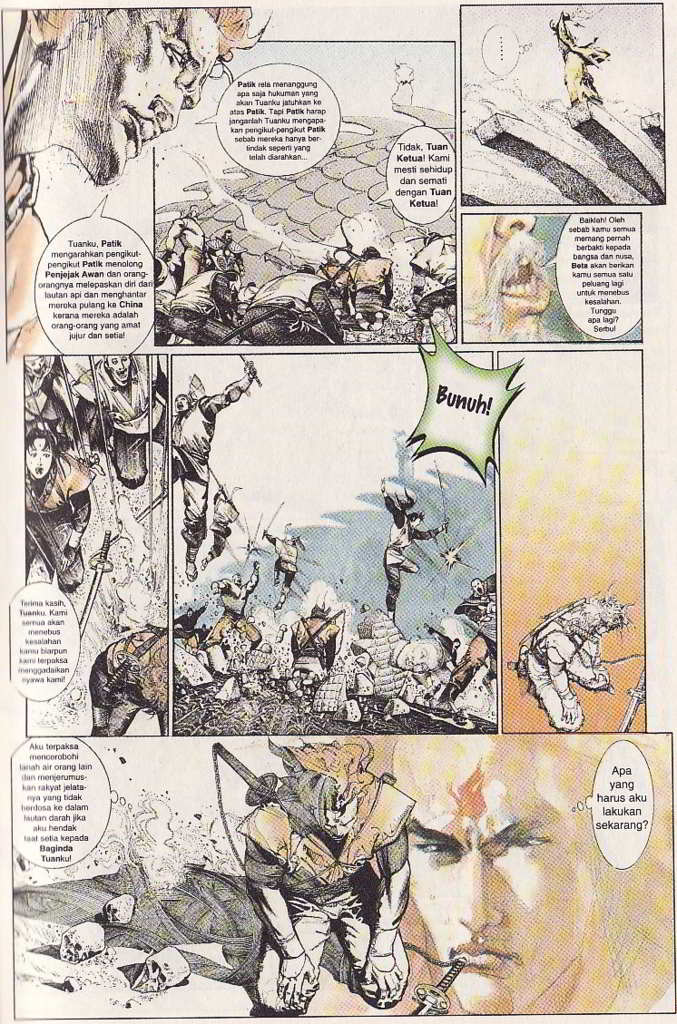 Tuanku, Patik
mengarahkan pengikut-
pengikut Patik menolong
Penjejak Awan dan orang-
orangnya melepaskan diri dari
lautan api dan menghantar
mereka pulang ke China
kerana mereka adalah
orang-orang yang amat
jujur dan setia!
Patik rela menanggung
apa saja hukuman yang
akan Tuanku jatuhkan ke
atas Patik, Tapi Patik harap
janganlah Tuanku mengapa-
kan pengikut-pengikut Patik
sebab mereka hanya ber-
tindak seperti yang
telah diarahkan...
Tidak, Tuan
Ketua! Kami
mesti sehidup
dan semati
dengan Tuan
Ketua!
......
Baiklah! Oleh
sebab kamu semua
memang pernah
berbakti kepada
bangsa dan nusa,
Beta akan berikan
kamu semua satu
peluang lagi
untuk menebus
kesalahan.
Tunggu
apa lagi?
Serbu!
Terima kasih,
Tuanku. Kami
semua akan
menebus
kesalahan
kamu biarpun
kami terpaksa
menggadaikan
nyawa kami!
Bunuh!
Aku terpaksa
mencerobohi
tanah air orang lain
dan menjerumus-
kan rakyat jelata-
nya yang tidak
berdosa ke dalam
lautan darah jika
aku hendak
taat setia kepada
Baginda
Tuanku!
Apa
yang
harus aku
lakukan
sekarang?